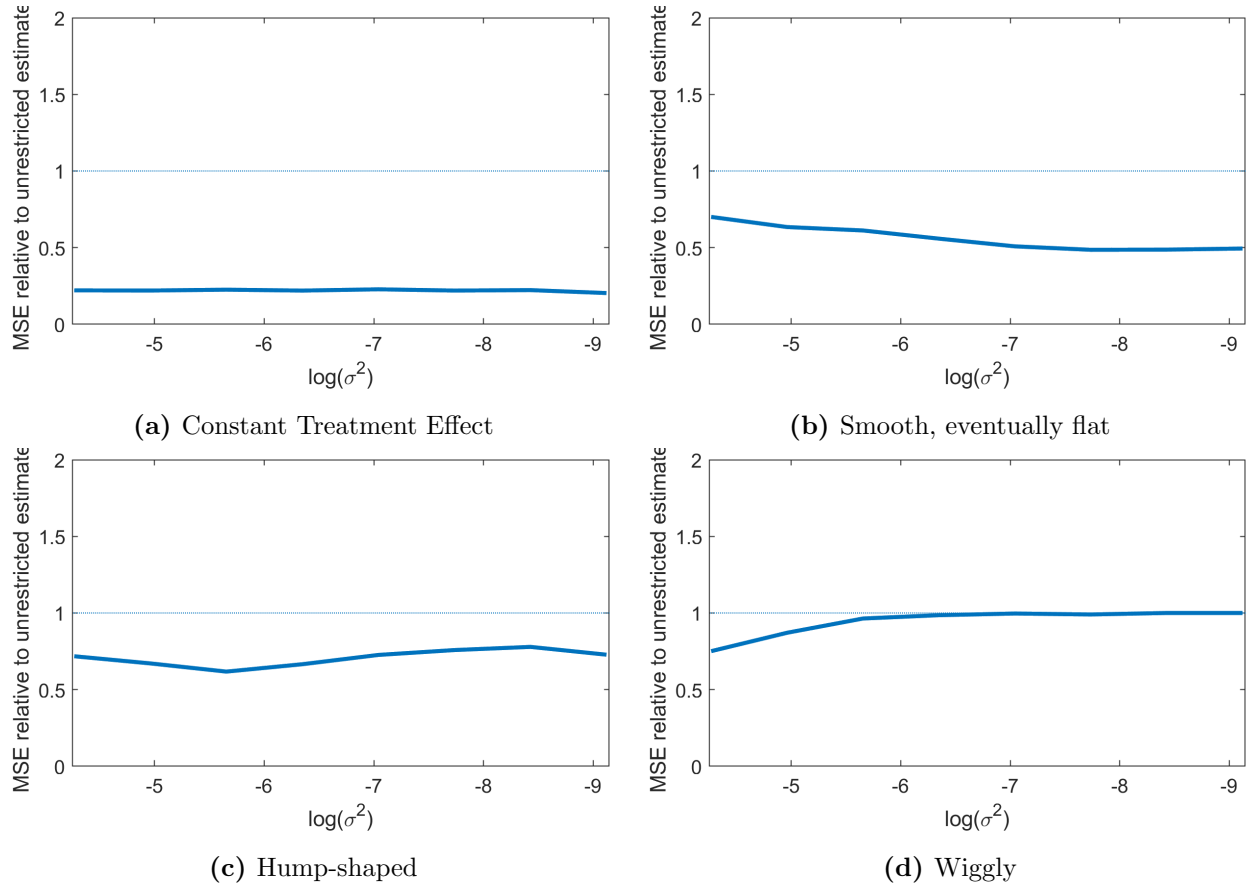 MSE relative to unrestricted estimate
2
1.5
1
0.5
0
-5 -6 -7 -8 -9
log(σ²)
(a) Constant Treatment Effect
MSE relative to unrestricted estimate
2
1.5
1
0.5
0
-5 -6 -7 -8 -9
log(σ²)
(b) Smooth, eventually flat
MSE relative to unrestricted estimate
2
1.5
1
0.5
0
-5 -6 -7 -8 -9
log(σ²)
(c) Hump-shaped
MSE relative to unrestricted estimate
2
1.5
1
0.5
0
-5 -6 -7 -8 -9
log(σ²)
(d) Wiggly